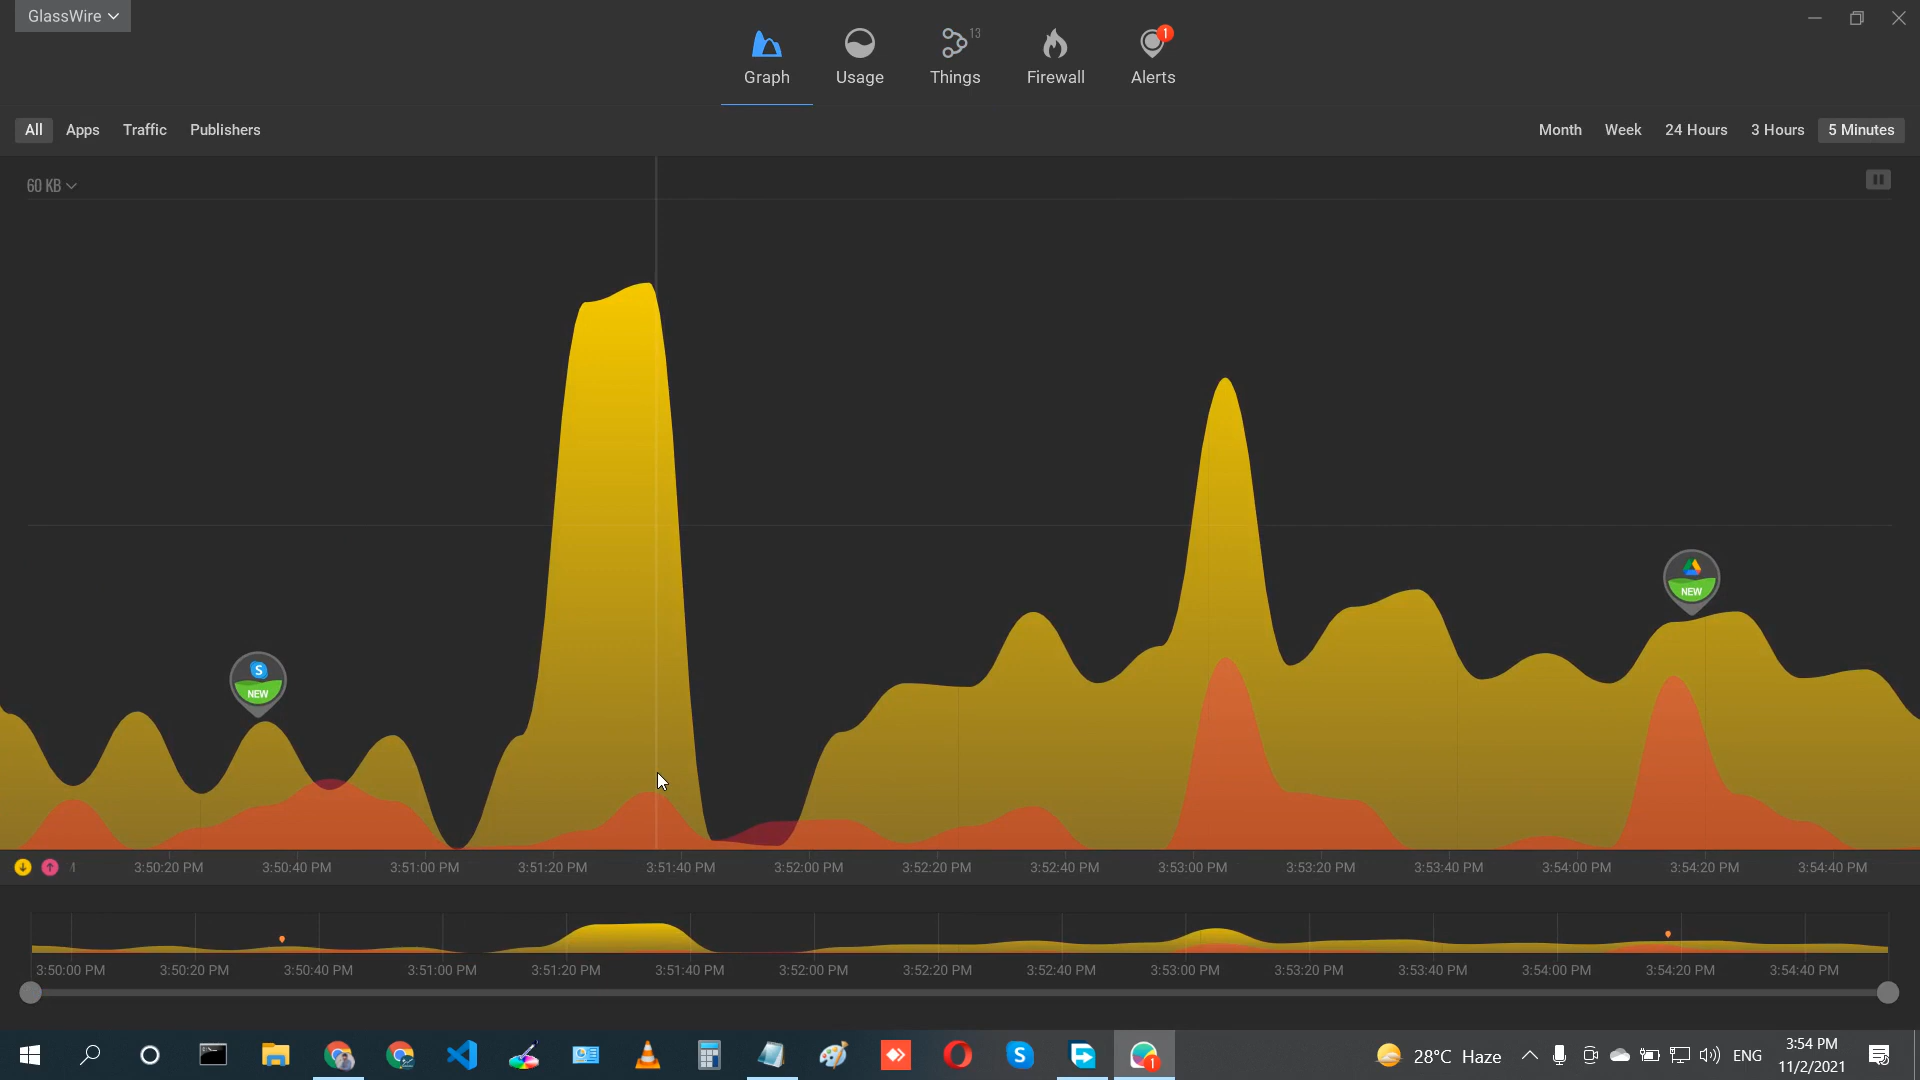 GlassWire
Graph
Usage
13
Things
Firewall
1
Alerts
All Apps Traffic Publishers
Month Week 24 Hours 3 Hours 5 Minutes
60 KB
S
NEW
NEW
3:50:20 PM 3:50:40 PM 3:51:00 PM 3:51:20 PM 3:51:40 PM 3:52:00 PM 3:52:20 PM 3:52:40 PM 3:53:00 PM 3:53:20 PM 3:53:40 PM 3:54:00 PM 3:54:20 PM 3:54:40 PM
3:50:00 PM 3:50:20 PM 3:50:40 PM 3:51:00 PM 3:51:20 PM 3:51:40 PM 3:52:00 PM 3:52:20 PM 3:52:40 PM 3:53:00 PM 3:53:20 PM 3:53:40 PM 3:54:00 PM 3:54:20 PM 3:54:40 PM
S
1
28°C Haze
ENG
3:54 PM
11/2/2021